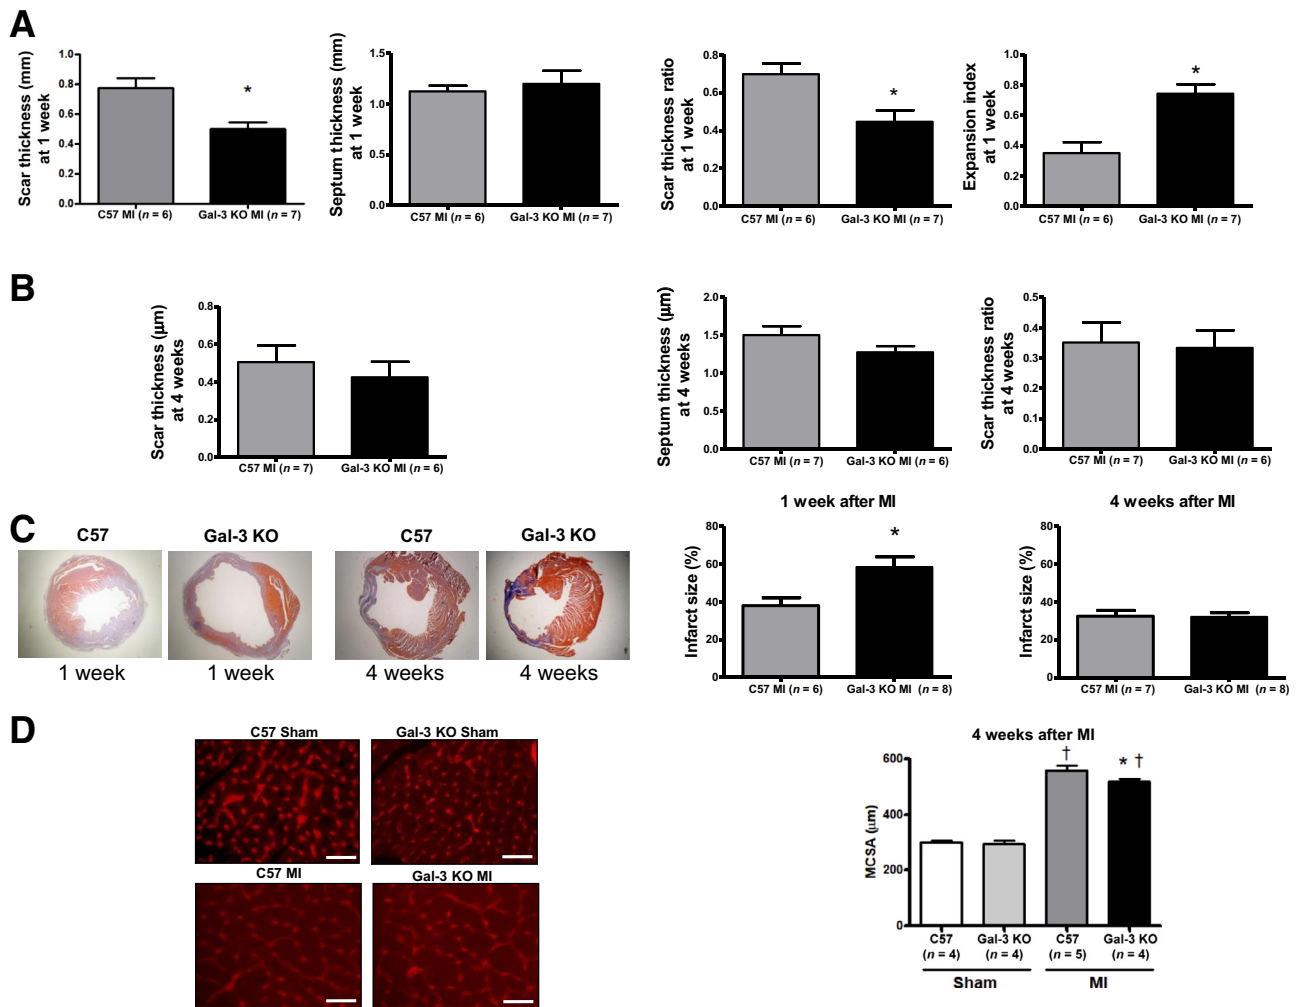 A
Scar thickness (mm)
at 1 week
1.0
0.8
0.6
0.4
0.2
0.0
*
C57 MI (n = 6)
Gal-3 KO MI (n = 7)
Septum thickness (mm)
at 1 week
1.5
1.0
0.5
0.0
C57 MI (n = 6)
Gal-3 KO MI (n = 7)
Scar thickness ratio
at 1 week
0.8
0.6
0.4
0.2
0.0
*
C57 MI (n = 6)
Gal-3 KO MI (n = 7)
Expansion index
at 1 week
1.0
0.8
0.6
0.4
0.2
0.0
*
C57 MI (n = 6)
Gal-3 KO MI (n = 7)
B
Scar thickness (μm)
at 4 weeks
0.8
0.6
0.4
0.2
0.0
C57 MI (n = 7)
Gal-3 KO MI (n = 6)
Septum thickness (μm)
at 4 weeks
2.0
1.5
1.0
0.5
0.0
C57 MI (n = 7)
Gal-3 KO MI (n = 6)
Scar thickness ratio
at 4 weeks
0.5
0.4
0.3
0.2
0.1
0.0
C57 MI (n = 7)
Gal-3 KO MI (n = 6)
C
C57
Gal-3 KO
C57
Gal-3 KO
1 week
1 week
4 weeks
4 weeks
1 week after MI
Infarct size (%)
80
60
40
20
0
*
C57 MI (n = 6)
Gal-3 KO MI (n = 8)
4 weeks after MI
Infarct size (%)
80
60
40
20
0
C57 MI (n = 7)
Gal-3 KO MI (n = 8)
D
C57 Sham
Gal-3 KO Sham
C57 MI
Gal-3 KO MI
4 weeks after MI
MCSA (μm)
600
400
200
0
†
* †
C57
(n = 4)
Gal-3 KO
(n = 4)
C57
(n = 5)
Gal-3 KO
(n = 4)
Sham
MI